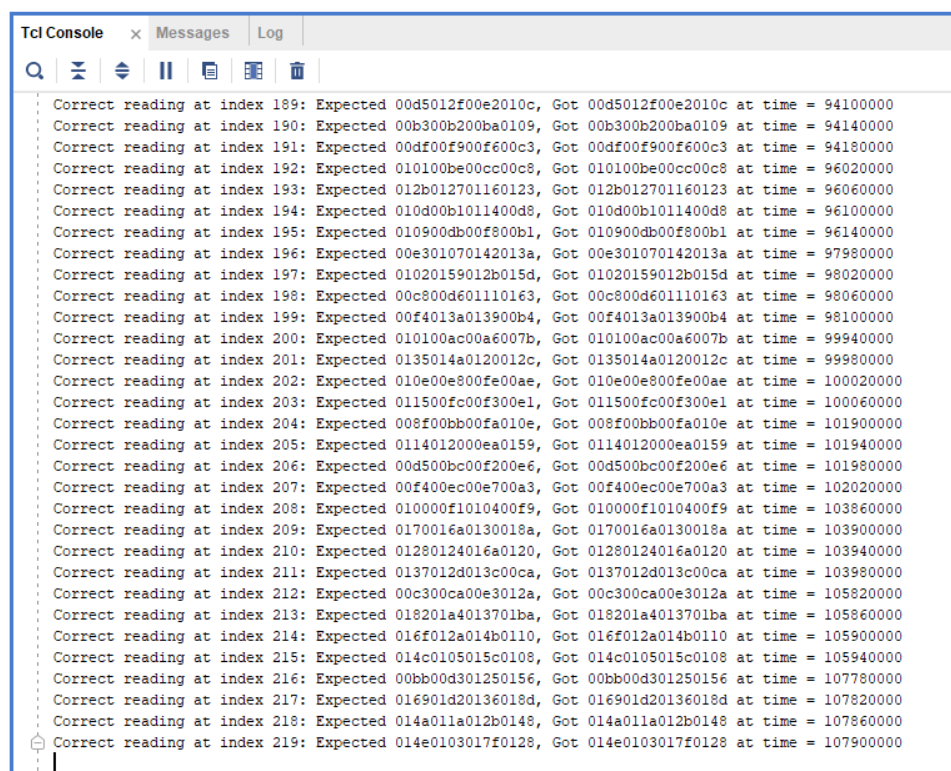 Tcl Console × Messages Log
Correct reading at index 189: Expected 00d5012f00e2010c, Got 00d5012f00e2010c at time = 94100000
Correct reading at index 190: Expected 00b300b200ba0109, Got 00b300b200ba0109 at time = 94140000
Correct reading at index 191: Expected 00df00f900f600c3, Got 00df00f900f600c3 at time = 94180000
Correct reading at index 192: Expected 010100be00cc00c8, Got 010100be00cc00c8 at time = 96020000
Correct reading at index 193: Expected 012b012701160123, Got 012b012701160123 at time = 96060000
Correct reading at index 194: Expected 010d00b1011400d8, Got 010d00b1011400d8 at time = 96100000
Correct reading at index 195: Expected 010900db00f800b1, Got 010900db00f800b1 at time = 96140000
Correct reading at index 196: Expected 00e301070142013a, Got 00e301070142013a at time = 97980000
Correct reading at index 197: Expected 01020159012b015d, Got 01020159012b015d at time = 98020000
Correct reading at index 198: Expected 00c800d601110163, Got 00c800d601110163 at time = 98060000
Correct reading at index 199: Expected 00f4013a013900b4, Got 00f4013a013900b4 at time = 98100000
Correct reading at index 200: Expected 010100ac00a6007b, Got 010100ac00a6007b at time = 99940000
Correct reading at index 201: Expected 0135014a0120012c, Got 0135014a0120012c at time = 99980000
Correct reading at index 202: Expected 010e00e800fe00ae, Got 010e00e800fe00ae at time = 100020000
Correct reading at index 203: Expected 011500fc00f300e1, Got 011500fc00f300e1 at time = 100060000
Correct reading at index 204: Expected 008f00bb00fa010e, Got 008f00bb00fa010e at time = 101900000
Correct reading at index 205: Expected 0114012000ea0159, Got 0114012000ea0159 at time = 101940000
Correct reading at index 206: Expected 00d500bc00f200e6, Got 00d500bc00f200e6 at time = 101980000
Correct reading at index 207: Expected 00f400ec00e700a3, Got 00f400ec00e700a3 at time = 102020000
Correct reading at index 208: Expected 010000f1010400f9, Got 010000f1010400f9 at time = 103860000
Correct reading at index 209: Expected 0170016a0130018a, Got 0170016a0130018a at time = 103900000
Correct reading at index 210: Expected 01280124016a0120, Got 01280124016a0120 at time = 103940000
Correct reading at index 211: Expected 0137012d013c00ca, Got 0137012d013c00ca at time = 103980000
Correct reading at index 212: Expected 00c300ca00e3012a, Got 00c300ca00e3012a at time = 105820000
Correct reading at index 213: Expected 018201a4013701ba, Got 018201a4013701ba at time = 105860000
Correct reading at index 214: Expected 016f012a014b0110, Got 016f012a014b0110 at time = 105900000
Correct reading at index 215: Expected 014c0105015c0108, Got 014c0105015c0108 at time = 105940000
Correct reading at index 216: Expected 00bb00d301250156, Got 00bb00d301250156 at time = 107780000
Correct reading at index 217: Expected 016901d20136018d, Got 016901d20136018d at time = 107820000
Correct reading at index 218: Expected 014a011a012b0148, Got 014a011a012b0148 at time = 107860000
Correct reading at index 219: Expected 014e0103017f0128, Got 014e0103017f0128 at time = 107900000